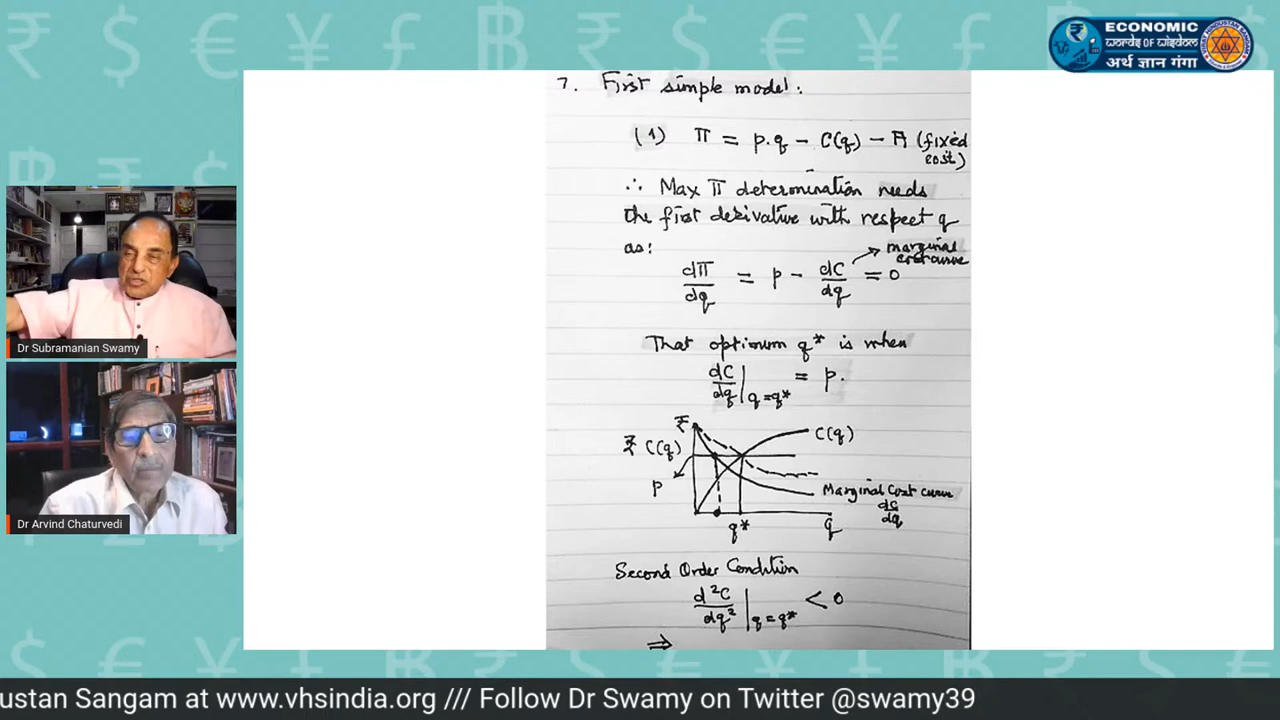 ECONOMIC
WORDS OF WISDOM
अर्थ ज्ञान गंगा
7. First simple model:
(1) π = p.q – C(q) – A (fixed cost)
∴ Max π determination needs
the first derivative with respect q
as:
→ marginal cost curve
dπ/dq = p – dC/dq = 0
That optimum q* is when
dC/dq | q=q* = p.
₹
₹ C(q)
C(q)
p
Marginal Cost curve
dc/dq
q*
q
Second Order Condition
d²C/dq² | q=q* < 0
⇒
Dr Subramanian Swamy
Dr Arvind Chaturvedi
ustan Sangam at www.vhsindia.org /// Follow Dr Swamy on Twitter @swamy39